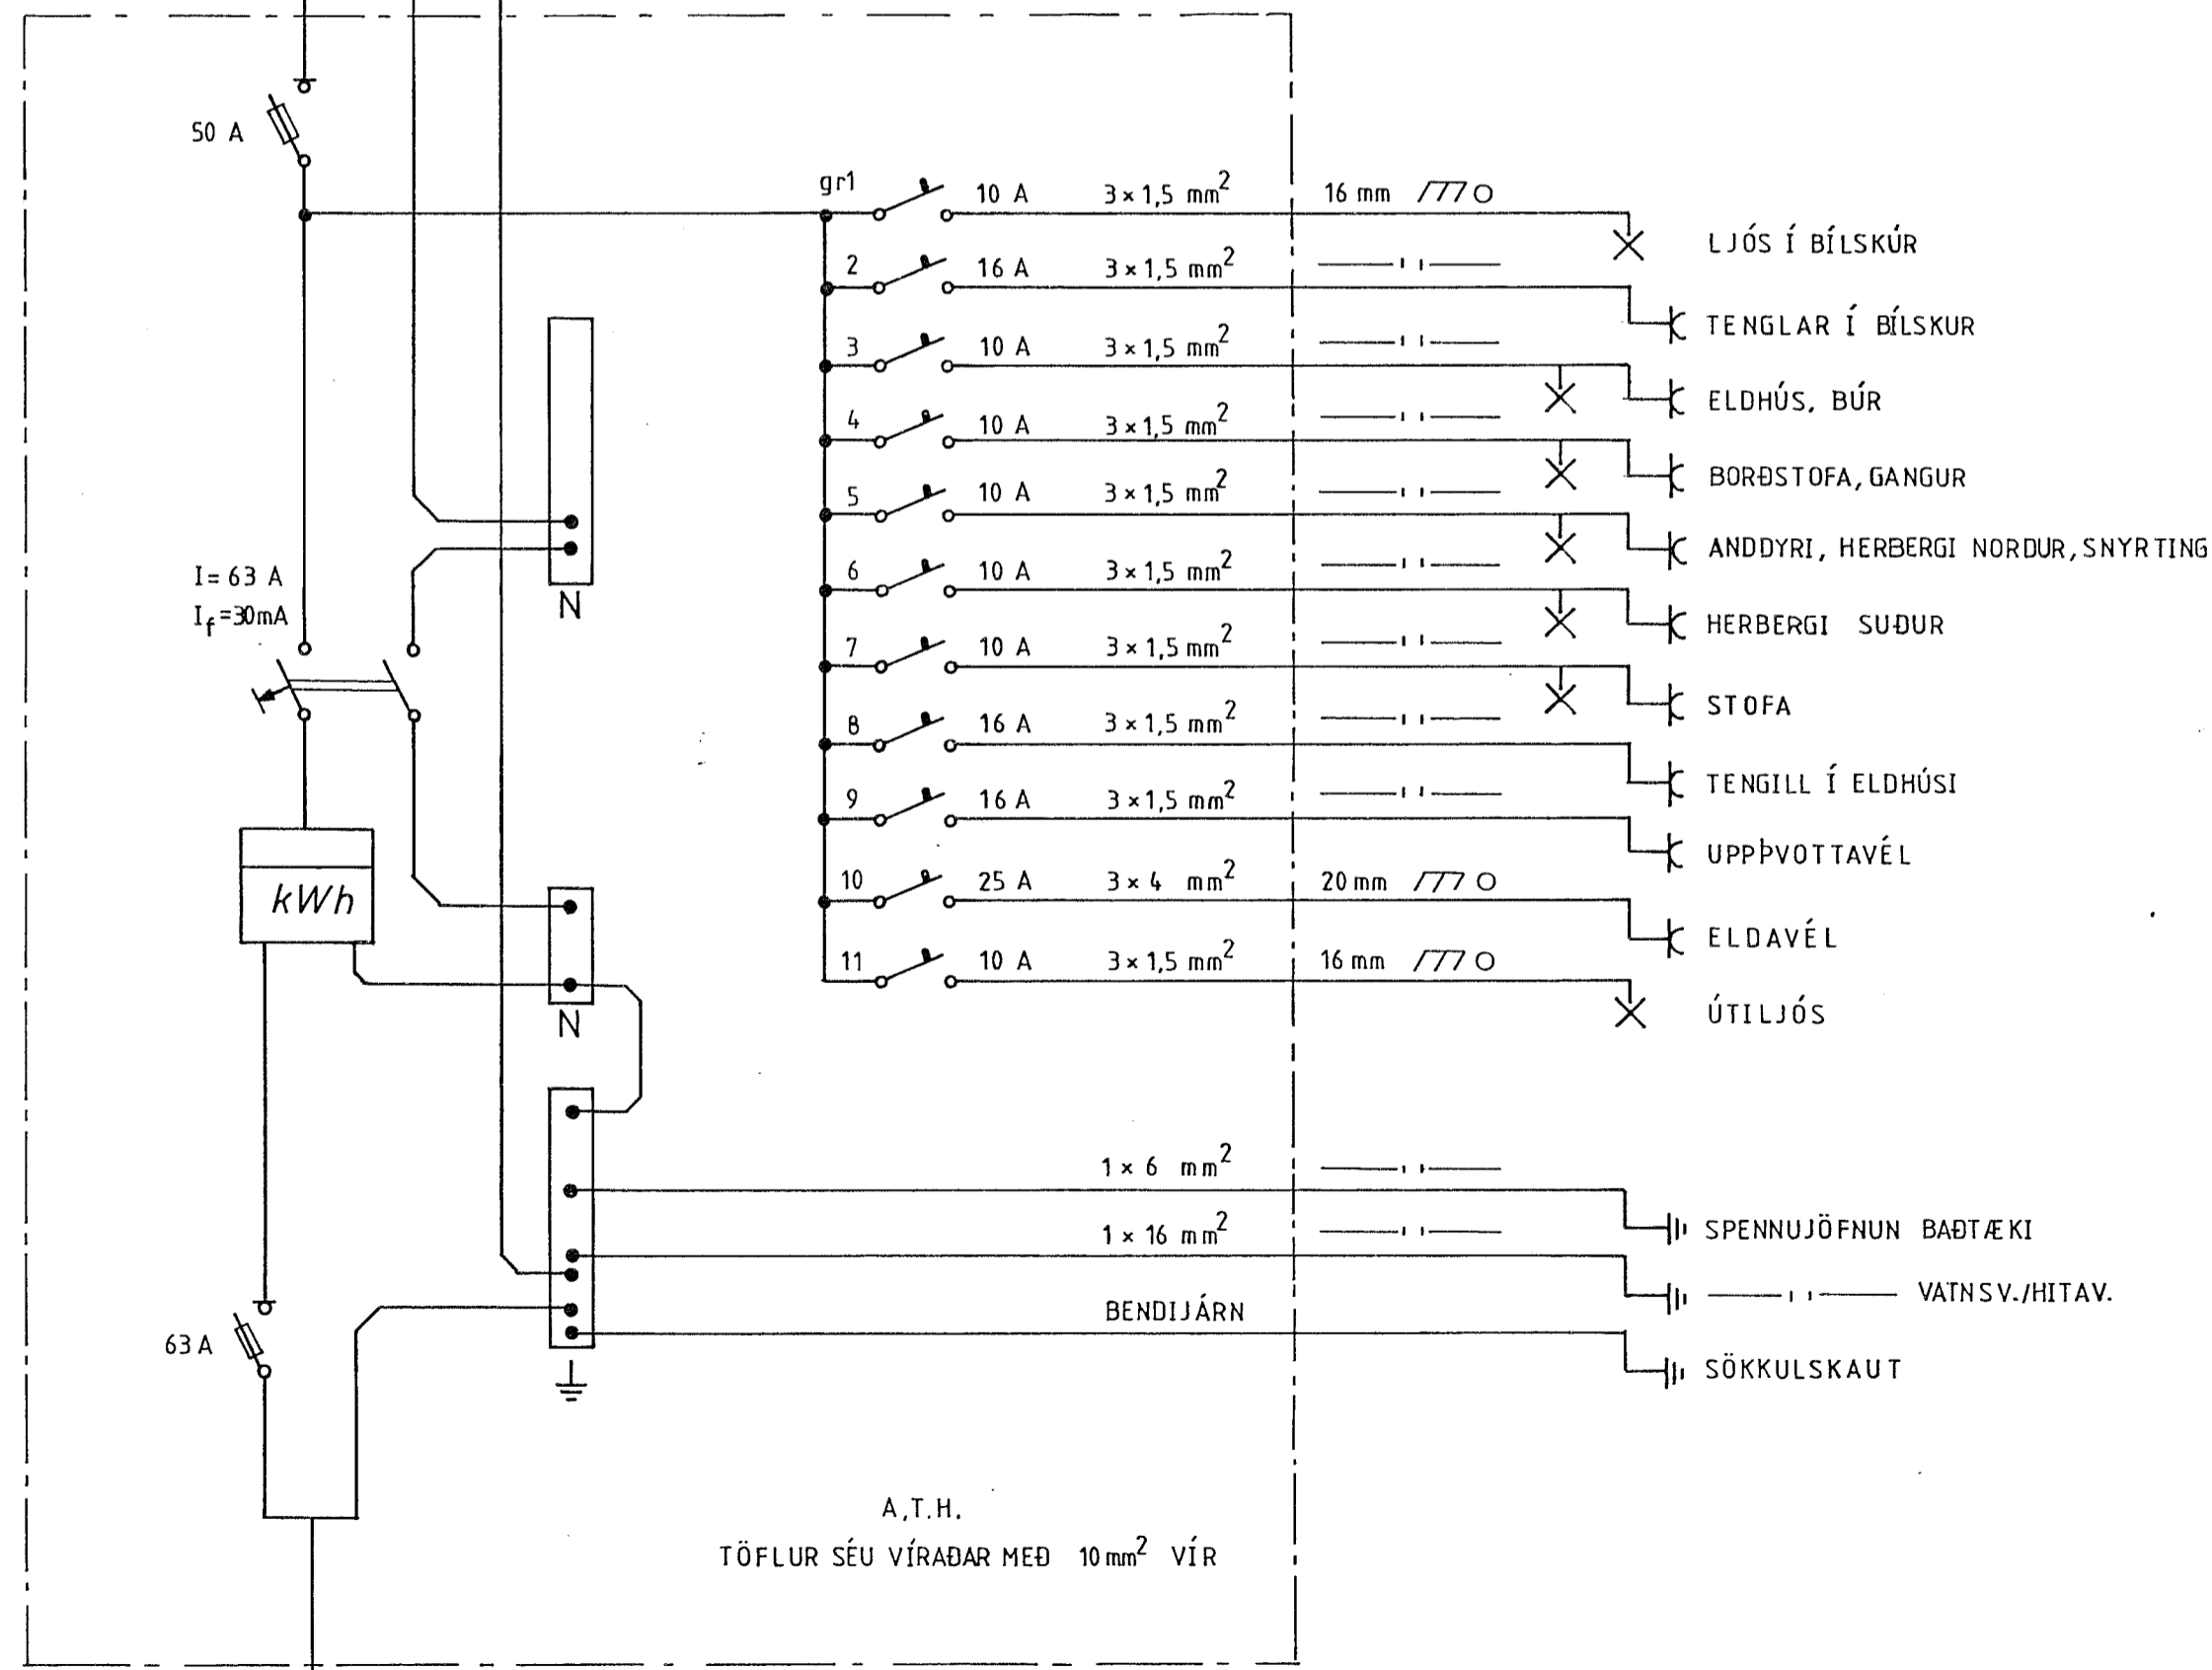 50 A
gr1 10 A 3 × 1,5 mm² 16 mm
LJÓS Í BÍLSKÚR
2 16 A 3 × 1,5 mm²
TENGLAR Í BÍLSKUR
3 10 A 3 × 1,5 mm²
ELDHÚS, BÚR
4 10 A 3 × 1,5 mm²
BORÐSTOFA, GANGUR
5 10 A 3 × 1,5 mm²
ANDDYRI, HERBERGI NORDUR, SNYRTING
6 10 A 3 × 1,5 mm²
HERBERGI SUÐUR
7 10 A 3 × 1,5 mm²
STOFA
8 16 A 3 × 1,5 mm²
TENGILL Í ELDHÚSI
9 16 A 3 × 1,5 mm²
UPPÞVOTTAVÉL
10 25 A 3 × 4 mm² 20 mm
ELDAVÉL
11 10 A 3 × 1,5 mm² 16 mm
ÚTILJÓS
I = 63 A
I_f = 30mA
N
kWh
N
1 × 6 mm²
SPENNUJÖFNUN BAÐTÆKI
1 × 16 mm²
VATNSV./HITAV.
BENDIJÁRN
SÖKKULSKAUT
63 A
A.T.H.
TÖFLUR SÉU VÍRAÐAR MEÐ 10 mm² VÍR